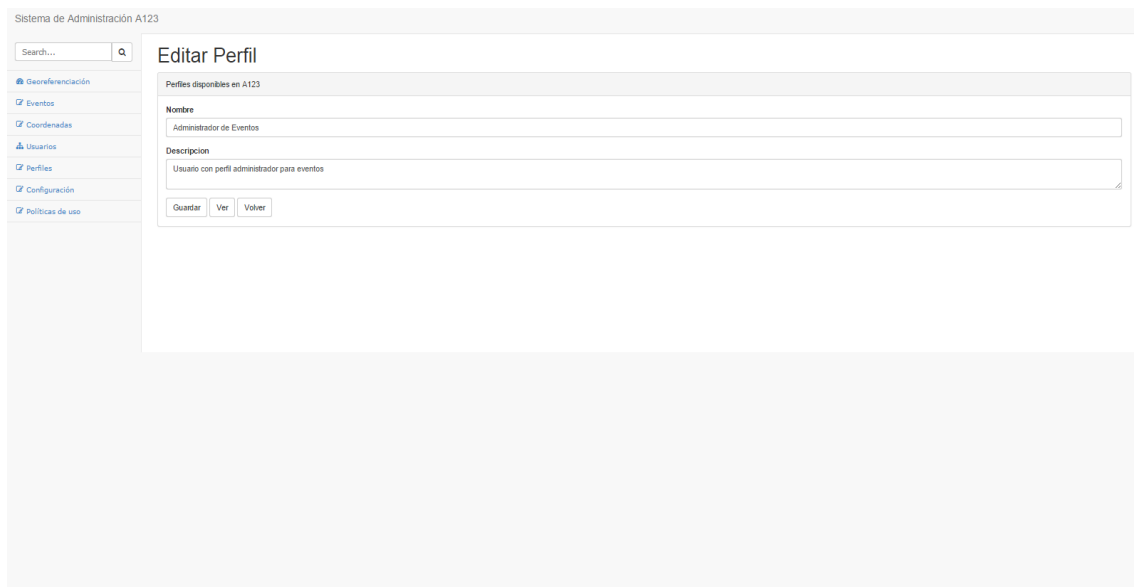 Sistema de Administración A123
Search...
Georeferenciación
Eventos
Coordenadas
Usuarios
Perfiles
Configuración
Políticas de uso
Editar Perfil
Perfiles disponibles en A123
Nombre
Administrador de Eventos
Descripcion
Usuario con perfil administrador para eventos
Guardar Ver Volver